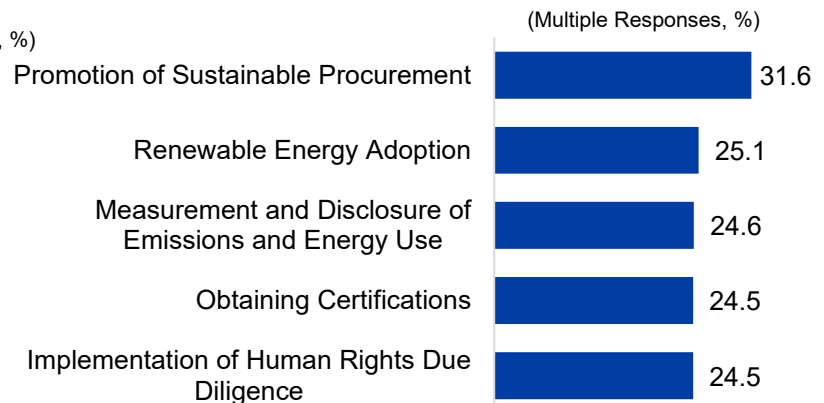 (Multiple Responses, %)
, %)
Promotion of Sustainable Procurement
31.6
Renewable Energy Adoption
25.1
Measurement and Disclosure of
Emissions and Energy Use
24.6
Obtaining Certifications
24.5
Implementation of Human Rights Due
Diligence
24.5